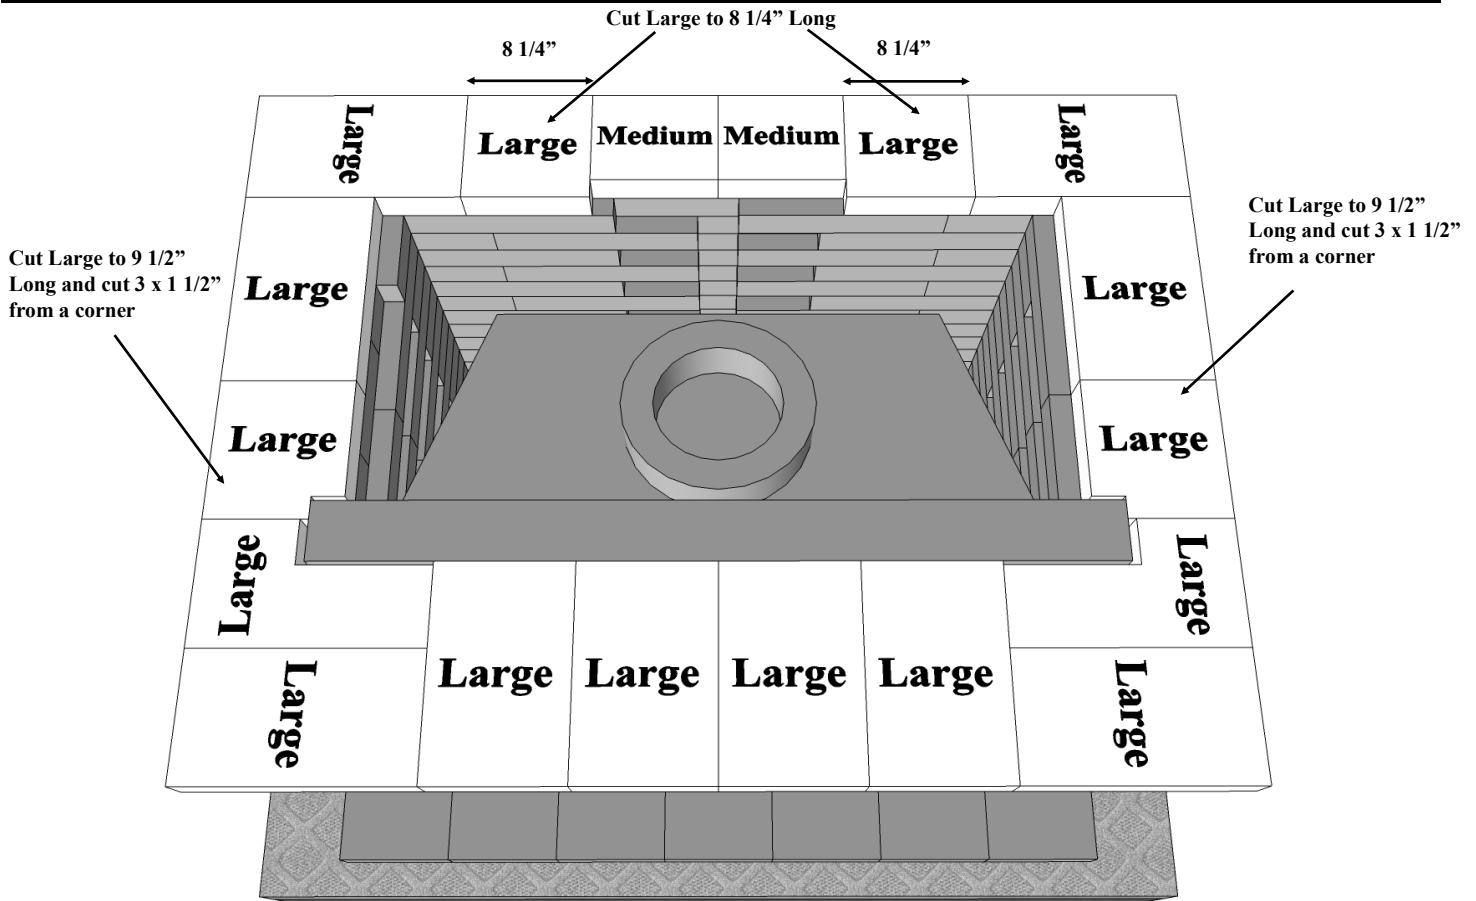 Cut Large to 8 1/4” Long
8 1/4”
8 1/4”
Large
Large
Medium
Medium
Large
Large
Cut Large to 9 1/2”
Long and cut 3 x 1 1/2”
from a corner
Cut Large to 9 1/2”
Long and cut 3 x 1 1/2”
from a corner
Large
Large
Large
Large
Large
Large
Large
Large
Large
Large
Large
Large